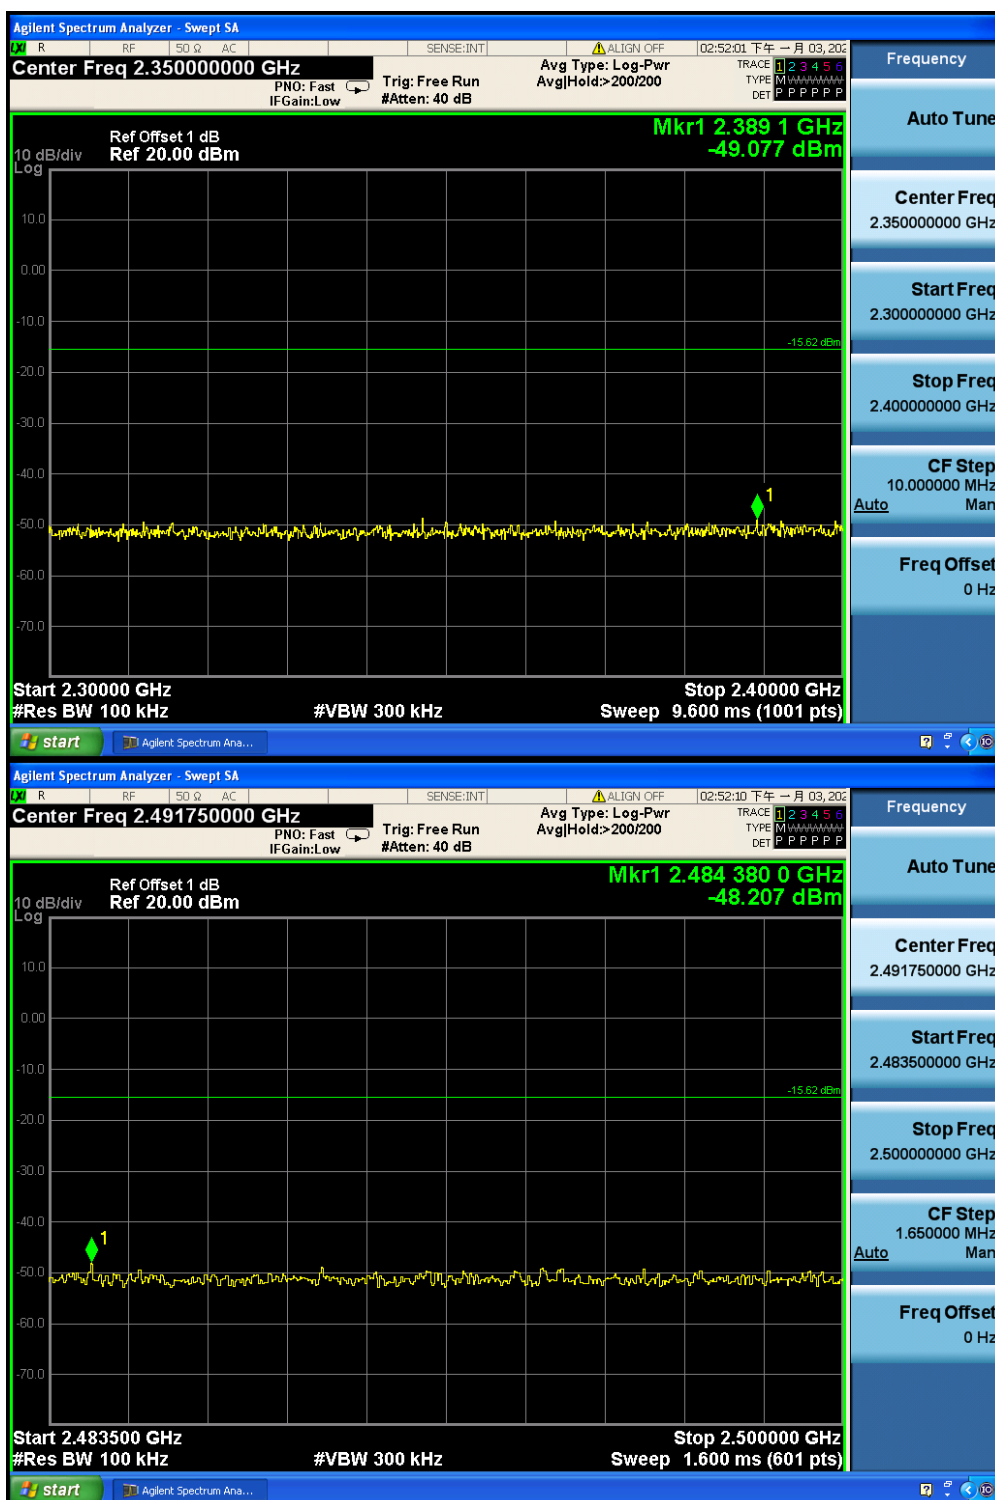 Agilent Spectrum Analyzer - Swept SA
LXI R RF 50 Ω AC SENSE:INT ALIGN OFF 02:52:01 下午 一月 03, 202
Center Freq 2.350000000 GHz
PNO: Fast
IFGain:Low
Trig: Free Run
#Atten: 40 dB
Avg Type: Log-Pwr
Avg|Hold:>200/200
TRACE 1 2 3 4 5 6
TYPE M
DET P P P P P P
Ref Offset 1 dB
10 dB/div Ref 20.00 dBm
Log
Mkr1 2.389 1 GHz
-49.077 dBm
10.0
0.00
-10.0
-15.62 dBm
-20.0
-30.0
-40.0
1
-50.0
-60.0
-70.0
Start 2.30000 GHz Stop 2.40000 GHz
#Res BW 100 kHz #VBW 300 kHz Sweep 9.600 ms (1001 pts)
Frequency
Auto Tune
Center Freq
2.350000000 GHz
Start Freq
2.300000000 GHz
Stop Freq
2.400000000 GHz
CF Step
10.000000 MHz
Auto Man
Freq Offset
0 Hz
start Agilent Spectrum Ana...
Agilent Spectrum Analyzer - Swept SA
LXI R RF 50 Ω AC SENSE:INT ALIGN OFF 02:52:10 下午 一月 03, 202
Center Freq 2.491750000 GHz
PNO: Fast
IFGain:Low
Trig: Free Run
#Atten: 40 dB
Avg Type: Log-Pwr
Avg|Hold:>200/200
TRACE 1 2 3 4 5 6
TYPE M
DET P P P P P P
Ref Offset 1 dB
10 dB/div Ref 20.00 dBm
Log
Mkr1 2.484 380 0 GHz
-48.207 dBm
10.0
0.00
-10.0
-15.62 dBm
-20.0
-30.0
-40.0
1
-50.0
-60.0
-70.0
Start 2.483500 GHz Stop 2.500000 GHz
#Res BW 100 kHz #VBW 300 kHz Sweep 1.600 ms (601 pts)
Frequency
Auto Tune
Center Freq
2.491750000 GHz
Start Freq
2.483500000 GHz
Stop Freq
2.500000000 GHz
CF Step
1.650000 MHz
Auto Man
Freq Offset
0 Hz
start Agilent Spectrum Ana...